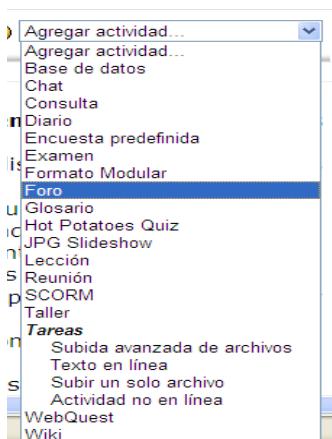 Agregar actividad...
Agregar actividad...
Base de datos
Chat
Consulta
Diario
Encuesta predefinida
Examen
Formato Modular
Foro
Glosario
Hot Potatoes Quiz
JPG Slideshow
Lección
Reunión
SCORM
Taller
Tareas
Subida avanzada de archivos
Texto en línea
Subir un solo archivo
Actividad no en línea
WebQuest
Wiki